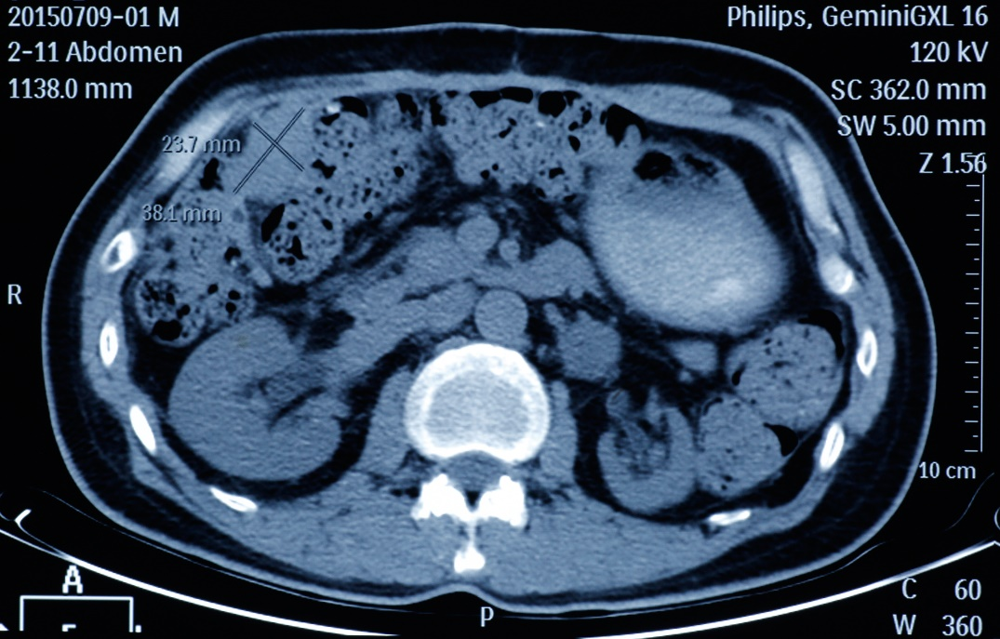 20150709-01 M
2-11 Abdomen
1138.0 mm
Philips, GeminiGXL 16
120 kV
SC 362.0 mm
SW 5.00 mm
Z 1.56
23.7 mm
38.1 mm
R
10 cm
A
P
C 60
W 360